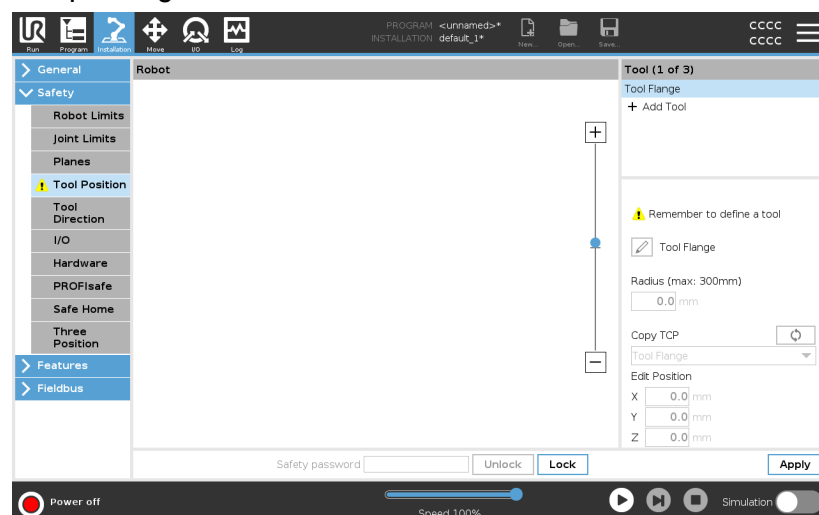 UR
Run
Program
Installation
Move
I/O
Log
PROGRAM <unnamed>*
INSTALLATION default_1*
New...
Open...
Save...
CCCC
CCCC
General
Safety
Robot Limits
Joint Limits
Planes
Tool Position
Tool
Direction
I/O
Hardware
PROFIsafe
Safe Home
Three
Position
Features
Fieldbus
Robot
Tool (1 of 3)
Tool Flange
+ Add Tool
Remember to define a tool
Tool Flange
Radius (max: 300mm)
0.0 mm
Copy TCP
Tool Flange
Edit Position
X 0.0 mm
Y 0.0 mm
Z 0.0 mm
Safety password
Unlock
Lock
Apply
Power off
Speed 100%
Simulation